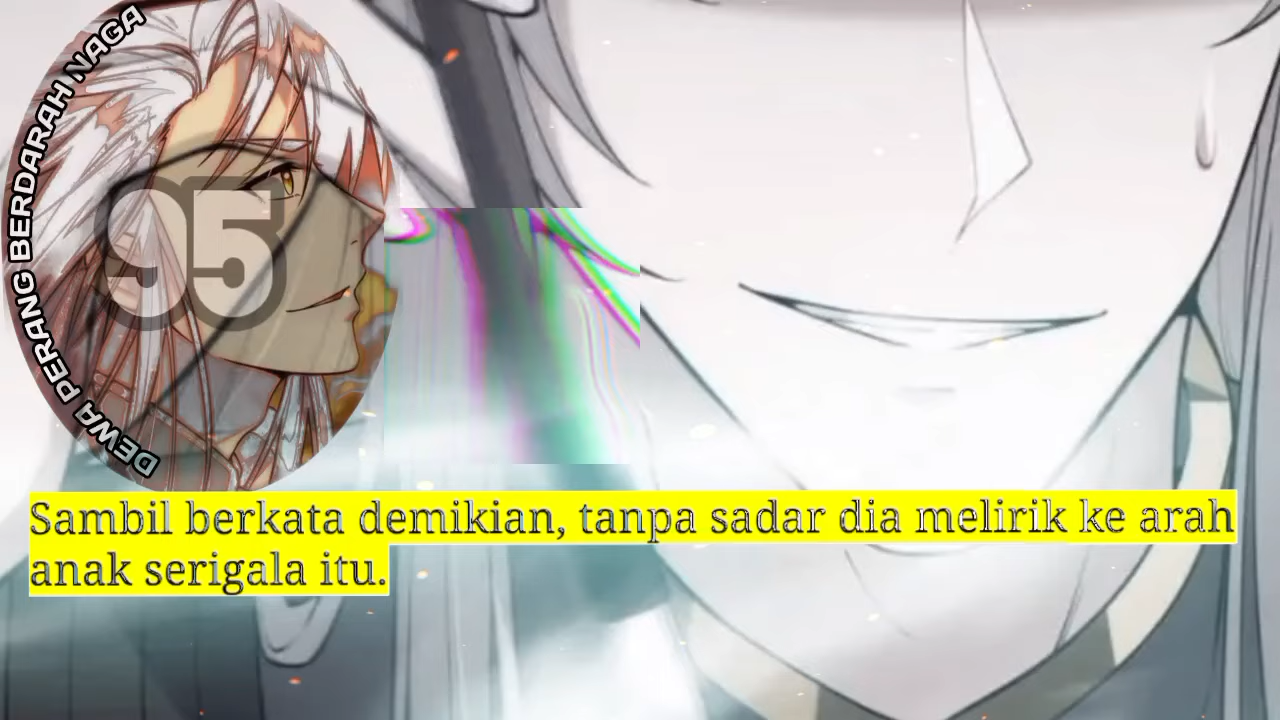 DEWA PERANG BERDARAH NAGA
95
Sambil berkata demikian, tanpa sadar dia melirik ke arah
anak serigala itu.